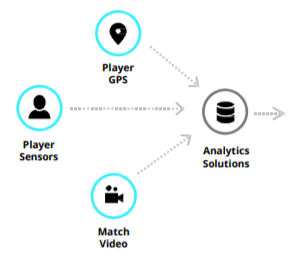 Player
GPS
Player
Sensors
Analytics
Solutions
Match
Video